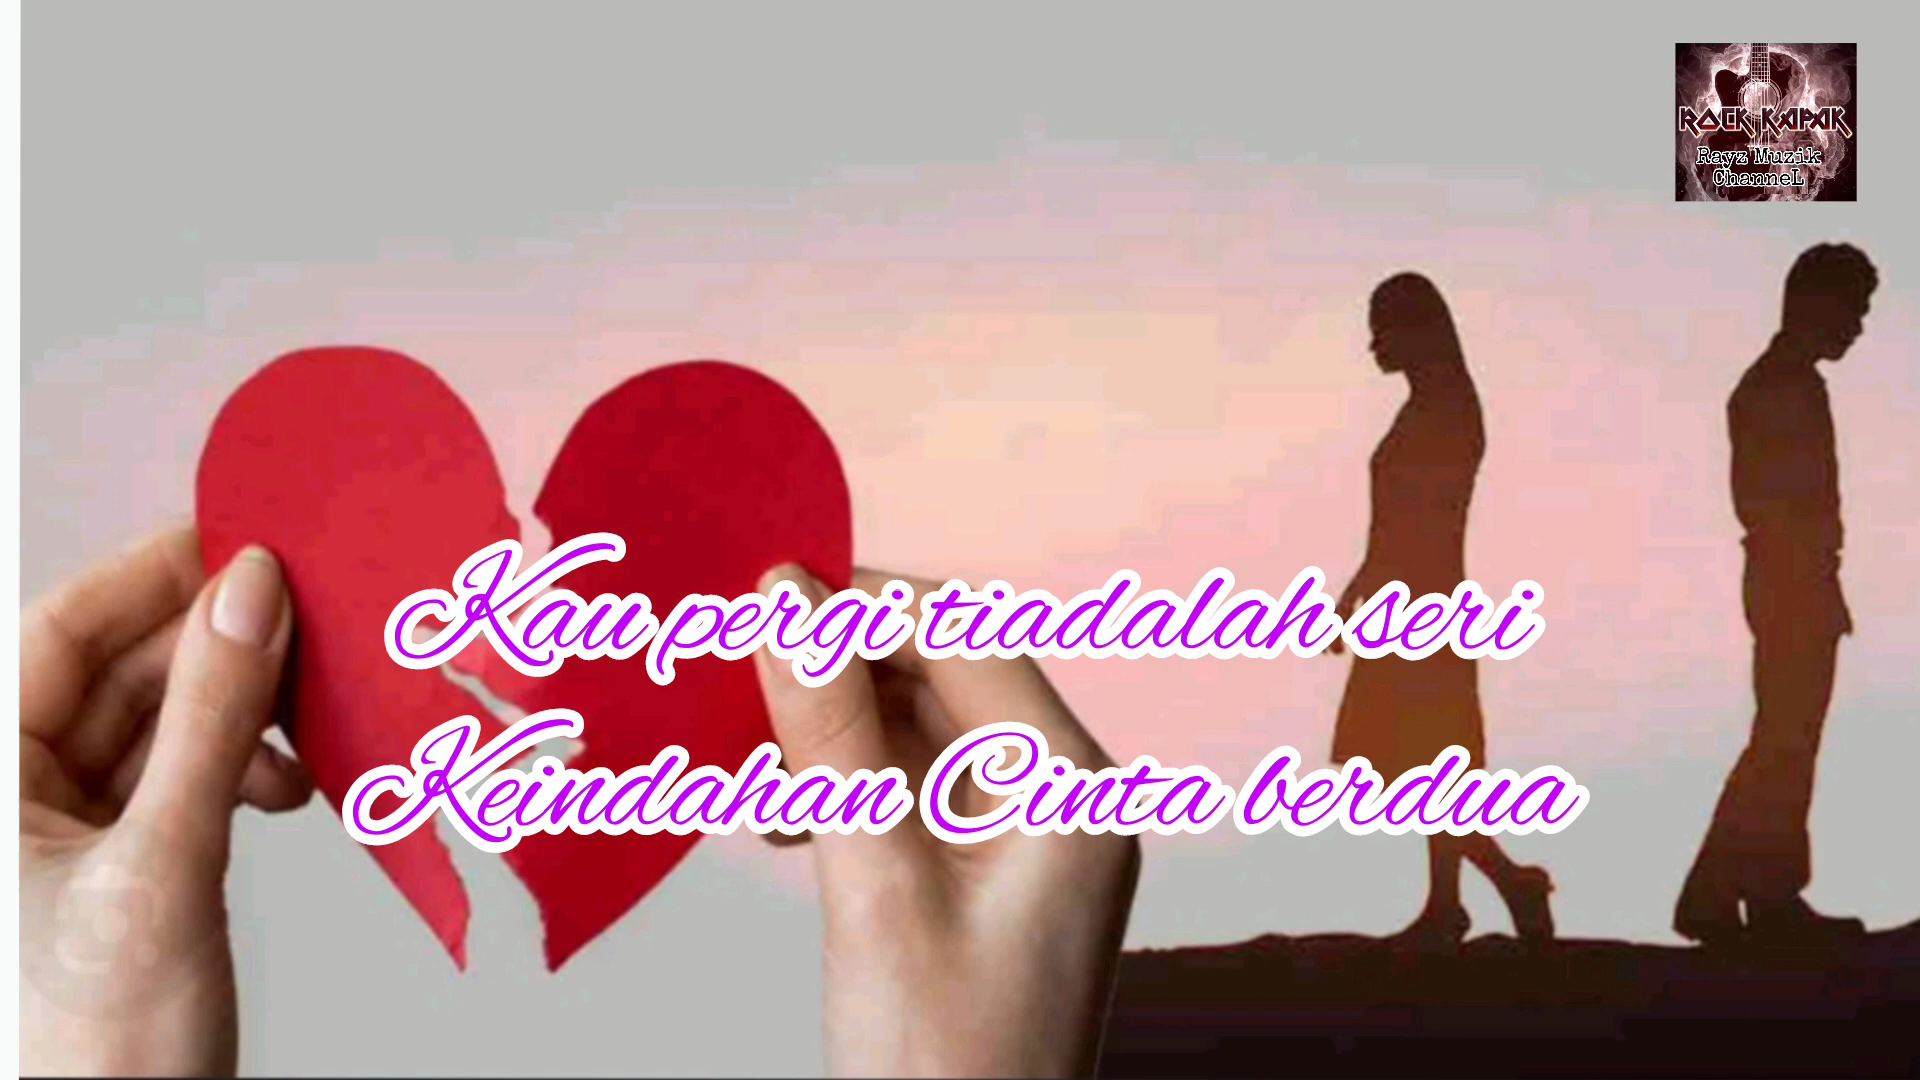 ROCK KAPAK
Rayz Muzik
ChanneL
Kau pergi tiadalah seri
Keindahan Cinta berdua